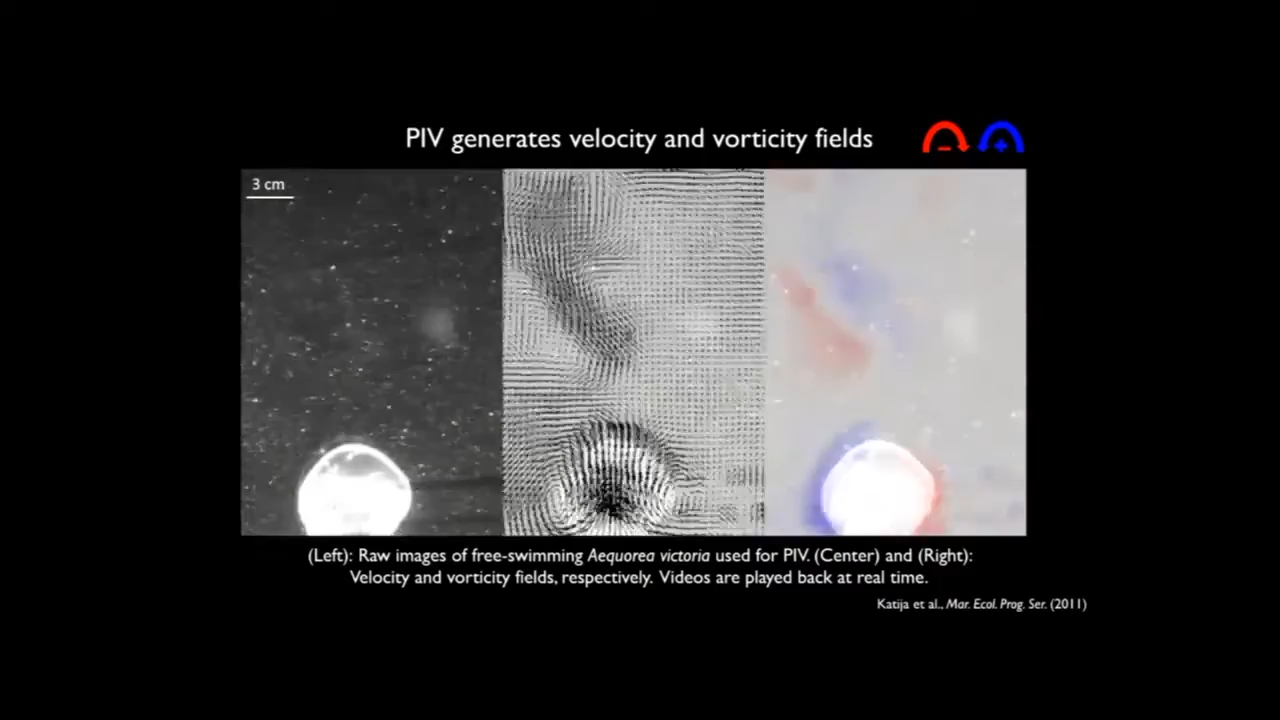 PIV generates velocity and vorticity fields
3 cm
(Left): Raw images of free-swimming Aequorea victoria used for PIV. (Center) and (Right):
Velocity and vorticity fields, respectively. Videos are played back at real time.
Katija et al., Mar. Ecol. Prog. Ser. (2011)